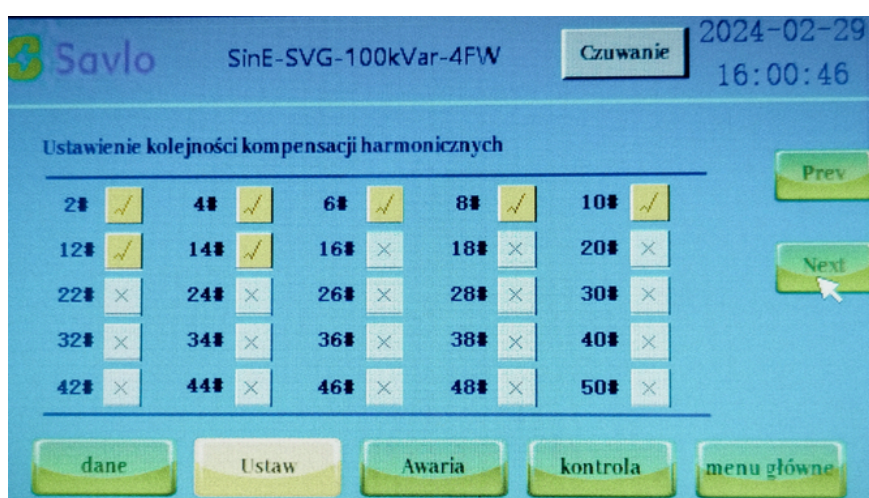 Savlo
SinE-SVG-100kVar-4FW
Czuwanie
2024-02-29
16:00:46
Ustawienie kolejności kompensacji harmonicznych
Prev
2# 4# 6# 8# 10#
12# 14# 16# 18# 20#
Next
22# 24# 26# 28# 30#
32# 34# 36# 38# 40#
42# 44# 46# 48# 50#
dane Ustaw Awaria kontrola menu główne